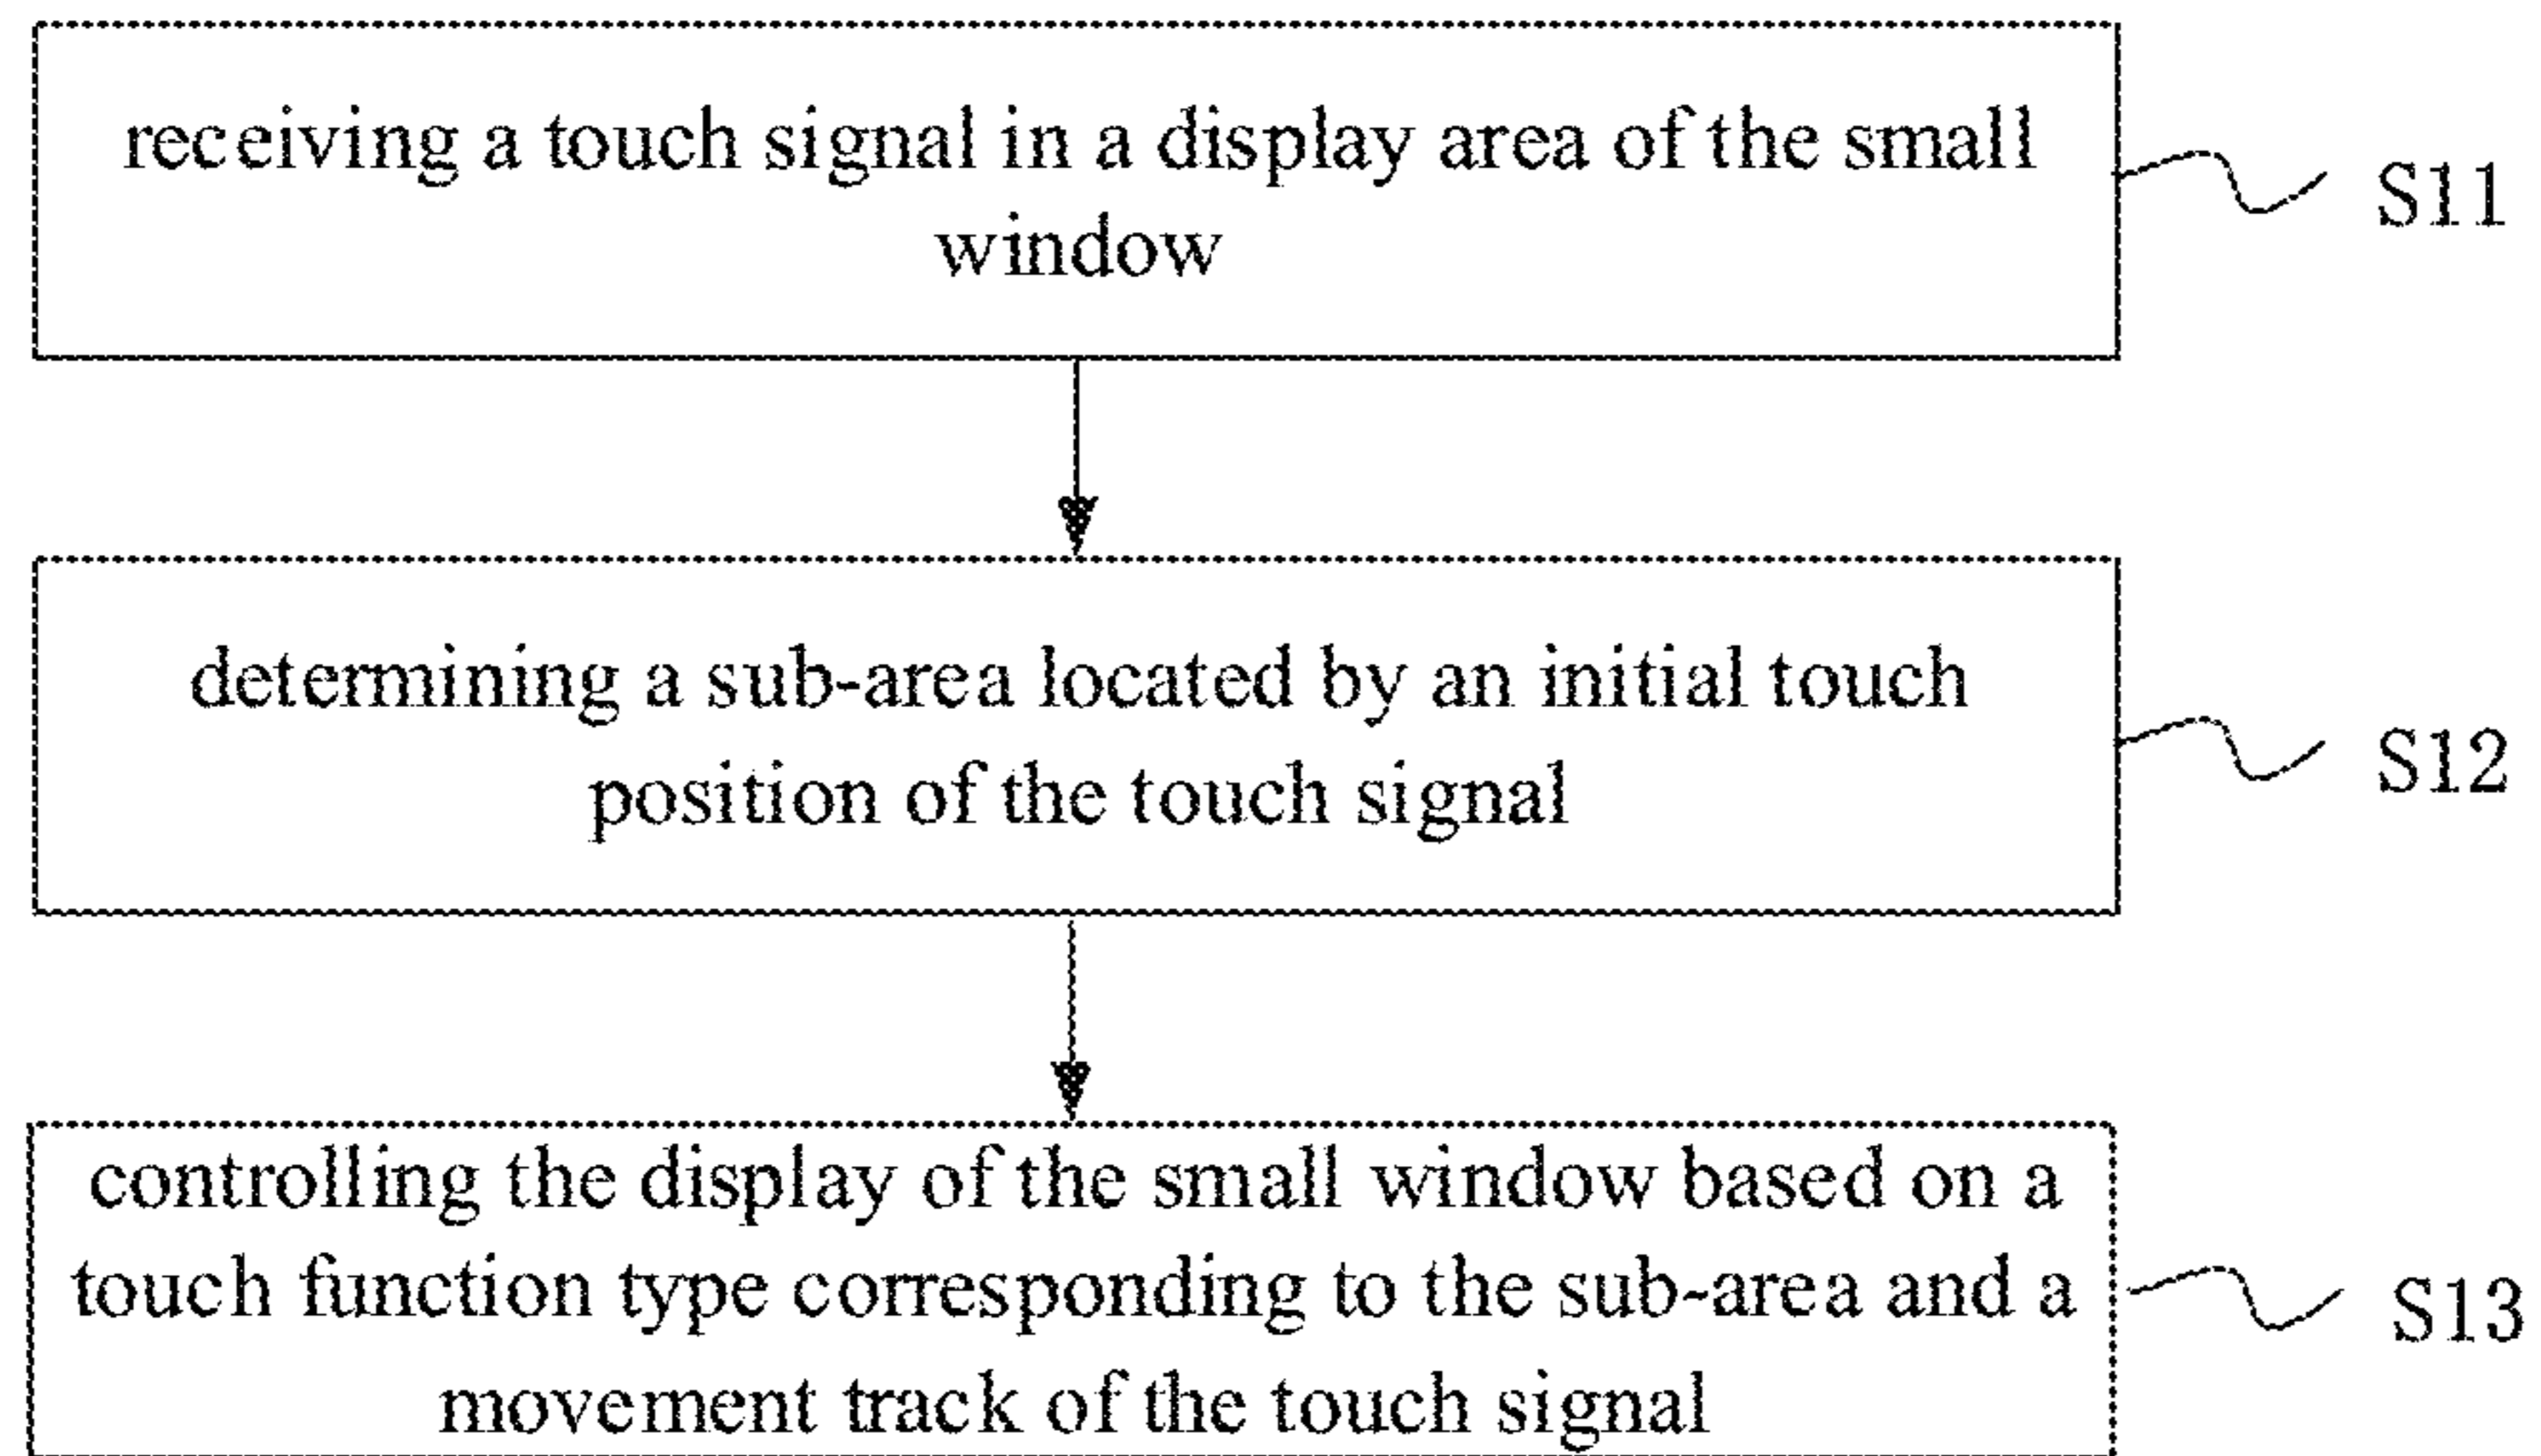 receiving a touch signal in a display area of the small
window
S11
determining a sub-area located by an initial touch
position of the touch signal
S12
controlling the display of the small window based on a
touch function type corresponding to the sub-area and a
movement track of the touch signal
S13